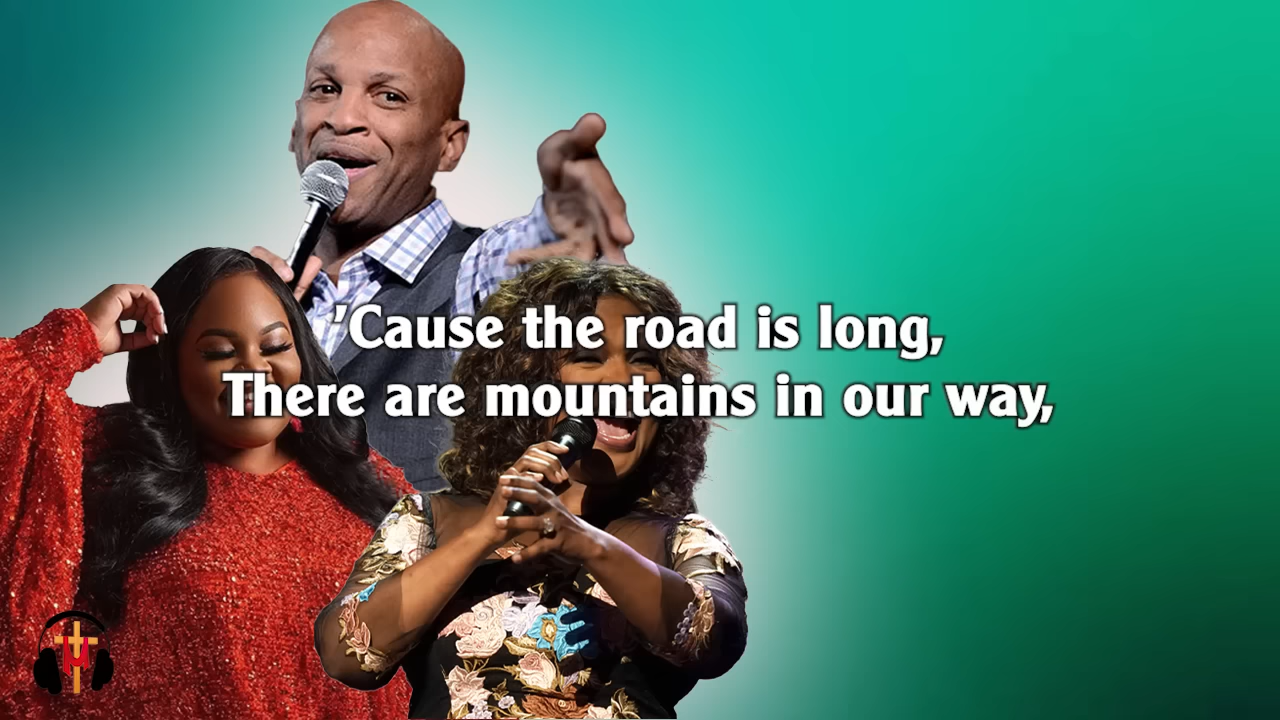 ’Cause the road is long,
There are mountains in our way,